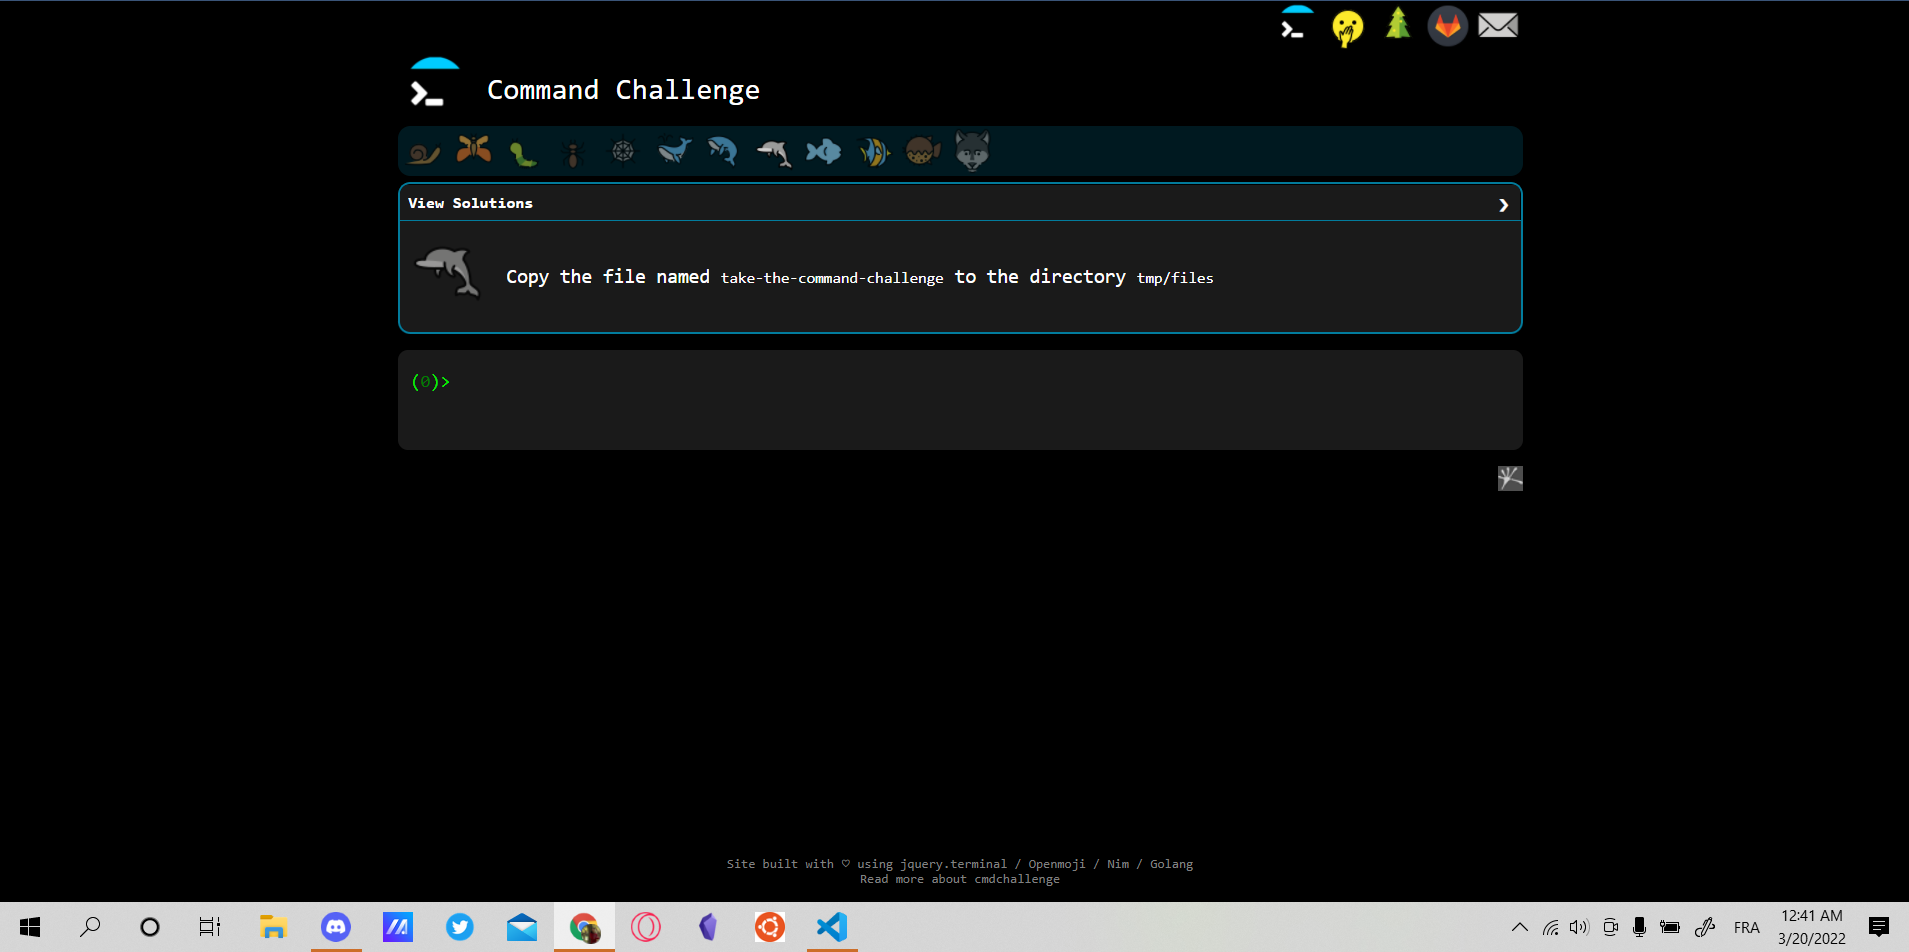 Command Challenge
View Solutions
Copy the file named take-the-command-challenge to the directory tmp/files
(0)>
Site built with ♡ using jquery.terminal / Openmoji / Nim / Golang
Read more about cmdchallenge
FRA
12:41 AM
3/20/2022